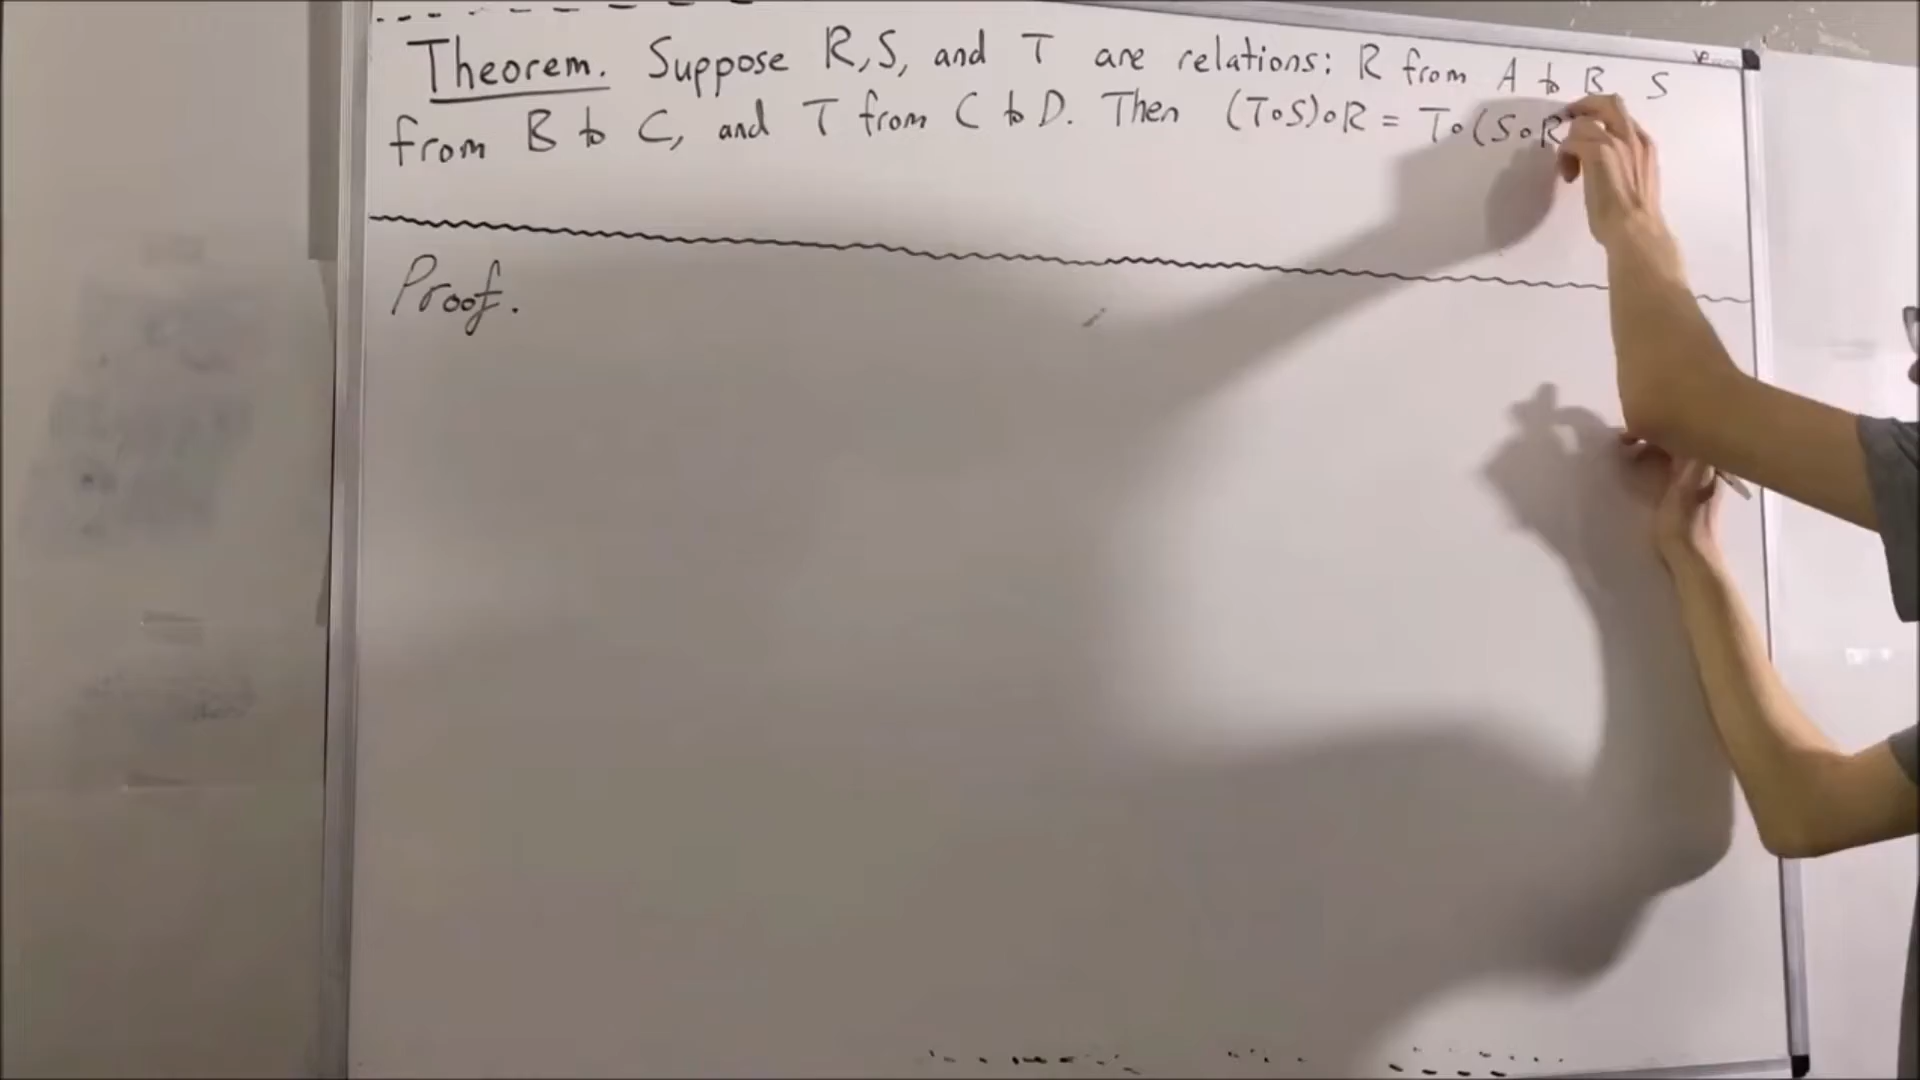 Theorem. Suppose R, S, and T are relations: R from A to B S
from B to C, and T from C to D. Then (T∘S)∘R = T∘(S∘R
Proof.